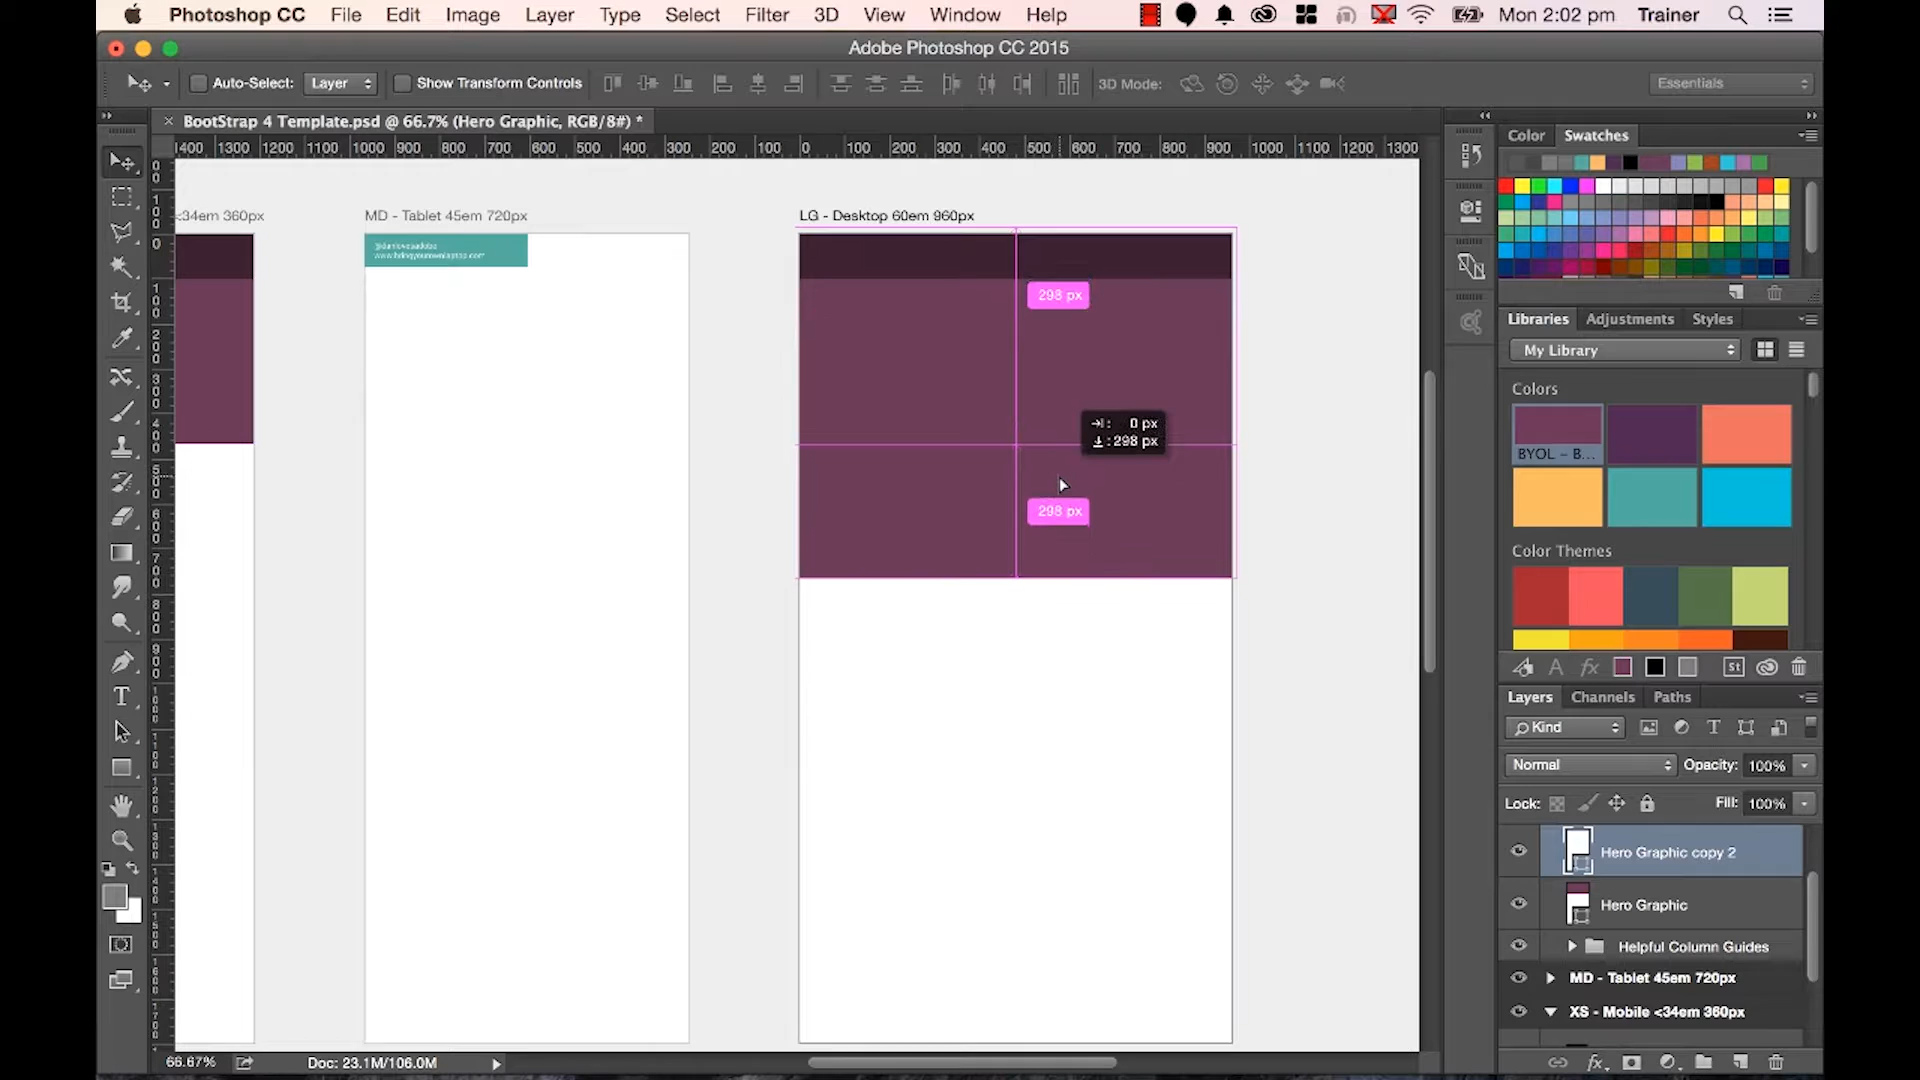 Photoshop CC File Edit Image Layer Type Select Filter 3D View Window Help Mon 2:02 pm Trainer
Adobe Photoshop CC 2015
Auto-Select: Layer Show Transform Controls 3D Mode: Essentials
× BootStrap 4 Template.psd @ 66.7% (Hero Graphic, RGB/8#) *
1400 1300 1200 1100 1000 900 800 700 600 500 400 300 200 100 0 100 200 300 400 500 600 700 800 900 1000 1100 1200 1300
Color Swatches
<34em 360px
MD - Tablet 45em 720px
LG - Desktop 60em 960px
@danlovesadobe
www.bringyourownlaptop.com
298 px
0 px
298 px
298 px
Libraries Adjustments Styles
My Library
Colors
BYOL – B...
Color Themes
St
Layers Channels Paths
Kind
Normal Opacity: 100%
Lock: Fill: 100%
Hero Graphic copy 2
Hero Graphic
Helpful Column Guides
MD - Tablet 45em 720px
XS - Mobile <34em 360px
66.67% Doc: 23.1M/106.0M